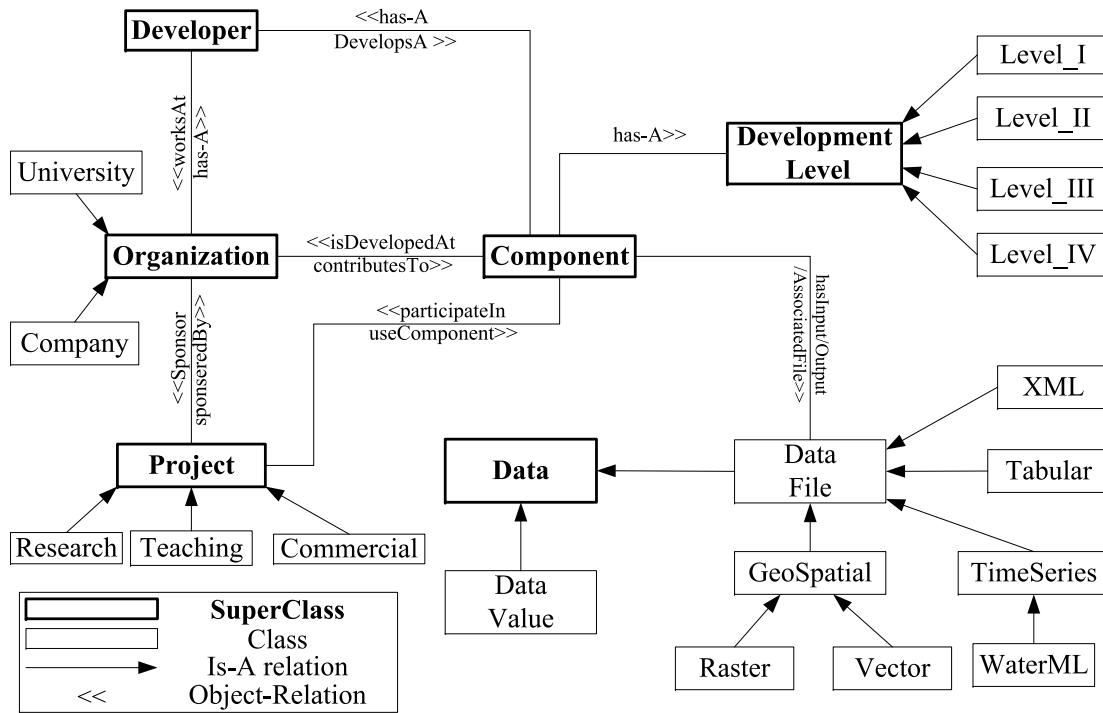 Developer
<<has-A
DevelopsA >>
<<worksAt
has-A>>
has-A>>
Development
Level
Level_I
Level_II
Level_III
Level_IV
University
Organization
Company
<<isDevelopedAt
contributesTo>>
Component
<<participateIn
useComponent>>
<<Sponsor
sponseredBy>>
hasInput/Output
/AssociatedFile>>
Project
Research
Teaching
Commercial
Data
Data
Value
Data
File
XML
Tabular
GeoSpatial
TimeSeries
Raster
Vector
WaterML
SuperClass
Class
Is-A relation
<< Object-Relation